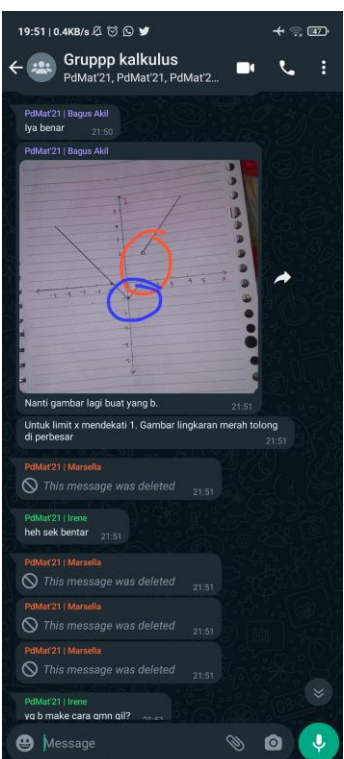 19:51 | 0.4KB/s
47
Gruppp kalkulus
PdMat'21, PdMat'21, PdMat'2...
PdMat'21 | Bagus Akil
Iya benar
21:50
PdMat'21 | Bagus Akil
Nanti gambar lagi buat yang b.
21:51
Untuk limit x mendekati 1. Gambar lingkaran merah tolong
di perbesar
21:51
PdMat'21 | Marsella
This message was deleted
21:51
PdMat'21 | Irene
heh sek bentar
21:51
PdMat'21 | Marsella
This message was deleted
21:51
PdMat'21 | Marsella
This message was deleted
21:51
PdMat'21 | Marsella
This message was deleted
21:51
PdMat'21 | Irene
yg b make cara gmn gil?
21:51
Message